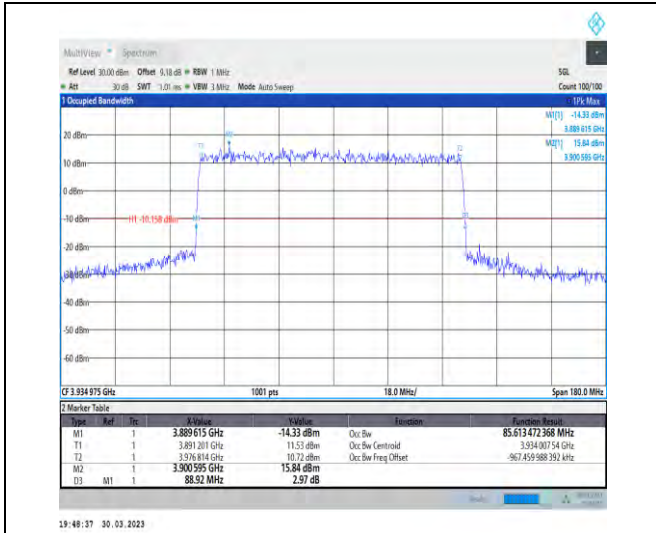 MultiView Spectrum
Ref Level 30.00 dBm Offset 9.18 dB RBW 1 MHz SGL
Att 30 dB SWT 1.01 ms VBW 3 MHz Mode Auto Sweep Count 100/100
1 Occupied Bandwidth 1Pk Max
M1[1] -14.33 dBm
3.889 615 GHz
20 dBm M2 M2[1] 15.84 dBm
T1 T2 3.900 595 GHz
10 dBm
0 dBm
-10 dBm H1 -10.158 dBm M1
-20 dBm
-30 dBm
-40 dBm
-50 dBm
-60 dBm
CF 3.934 975 GHz 1001 pts 18.0 MHz/ Span 180.0 MHz
2 Marker Table
Type Ref Trc X-Value Y-Value Function Function Result
M1 1 3.889 615 GHz -14.33 dBm Occ Bw 85.613 472 368 MHz
T1 1 3.891 201 GHz 11.53 dBm Occ Bw Centroid 3.934 007 54 GHz
T2 1 3.976 814 GHz 10.72 dBm Occ Bw Freq Offset -967.459 988 392 kHz
M2 1 3.900 595 GHz 15.84 dBm
D3 M1 1 88.92 MHz 2.97 dB
19:48:37 30.03.2023